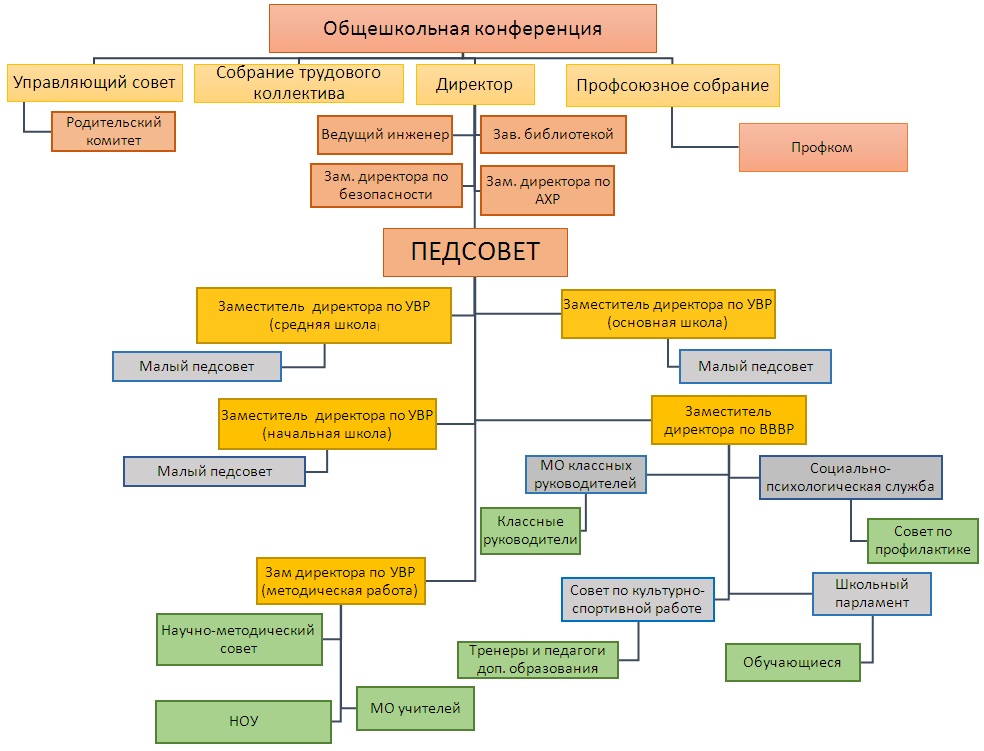 Общешкольная конференция
Управляющий совет
Собрание трудового
коллектива
Директор
Профсоюзное собрание
Родительский
комитет
Ведущий инженер
Зав. библиотекой
Профком
Зам. директора по
безопасности
Зам. директора по
АХР
ПЕДСОВЕТ
Заместитель директора по УВР
(средняя школа
Заместитель директора по УВР
(основная школа)
Малый педсовет
Малый педсовет
Заместитель директора по УВР
(начальная школа)
Заместитель
директора по ВВВР
Малый педсовет
МО классных
руководителей
Социально-
психологическая служба
Классные
руководители
Совет по
профилактике
Зам директора по УВР
(методическая работа)
Совет по культурно-
спортивной работе
Школьный
парламент
Научно-методический
совет
Тренеры и педагоги
доп. образования
Обучающиеся
НОУ
МО учителей